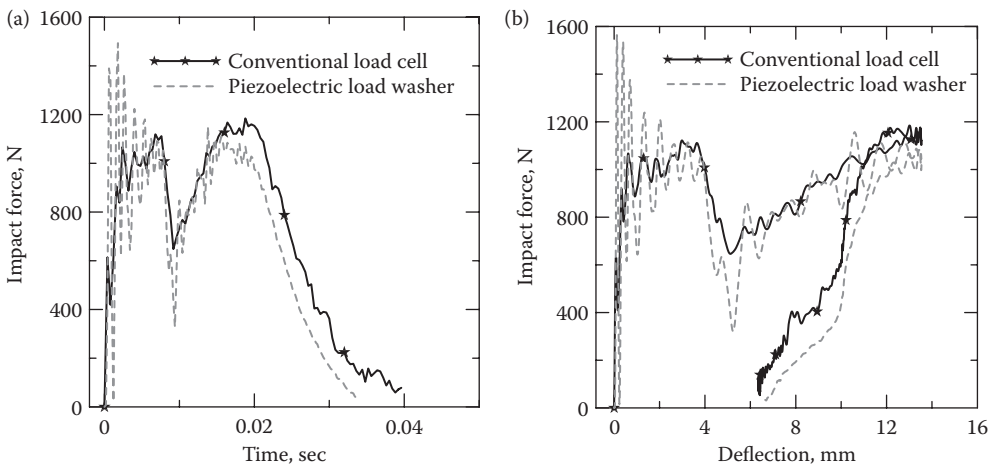 (a)
1600
1200
800
400
0
Impact force, N
Conventional load cell
Piezoelectric load washer
0
0.02
0.04
Time, sec
(b)
1600
1200
800
400
0
Impact force, N
Conventional load cell
Piezoelectric load washer
0
4
8
12
16
Deflection, mm